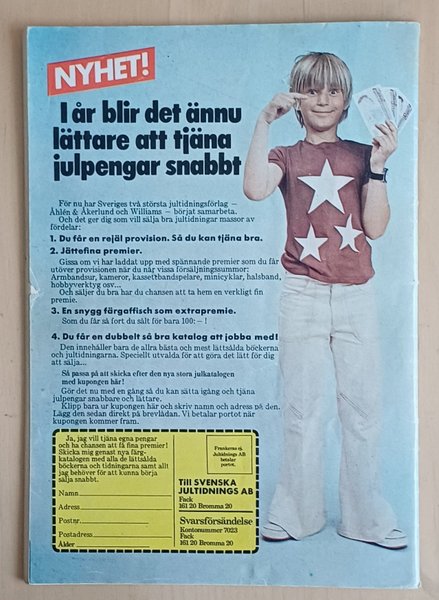 NYHET!
I år blir det ännu
lättare att tjäna
julpengar snabbt
För nu har Sveriges två största jultidningsförlag –
Åhlén & Åkerlund och Williams – börjat samarbeta.
Och det ger dig som vill sälja bra jultidningar massor av
fördelar:
1. Du får en rejäl provision. Så du kan tjäna bra.
2. Jättefina premier.
Gissa om vi har laddat upp med spännande premier som du får
utöver provisionen när du når vissa försäljningssummor:
Armbandsur, kameror, kassettbandspelare, minicyklar, halsband,
hobbyverktyg osv...
Och säljer du bra har du chansen att ta hem en verkligt fin
premie.
3. En snygg färgaffisch som extrapremie.
Som du får så fort du sålt för bara 100:– !
4. Du får en dubbelt så bra katalog att jobba med!
Den innehåller bara de allra bästa och mest lättsålda böckerna
och jultidningarna. Speciellt utvalda för att göra det lätt för dig
att sälja...
Så passa på att skicka efter den nya stora julkatalogen
med kupongen här!
Gör det nu med en gång så du kan sätta igång och tjäna
julpengar snabbare och lättare.
Klipp bara ur kupongen här och skriv namn och adress på den.
Lägg den sedan direkt på brevlådan. Vi betalar portot när
kupongen kommer fram.
Ja, jag vill tjäna egna pengar
och ha chansen att få fina premier!
Skicka mig genast nya färg-
katalogen med alla de lättsålda
böckerna och tidningarna samt allt
jag behöver för att kunna börja
sälja snabbt.
Namn
Adress
Postnr.
Postadress
Ålder
Frankeras ej.
Jultidnings AB
betalar
portot.
Till SVENSKA
JULTIDNINGS AB
Fack
161 20 Bromma 20
Svarsförsändelse
Kontonummer 7023
Fack
161 20 Bromma 20